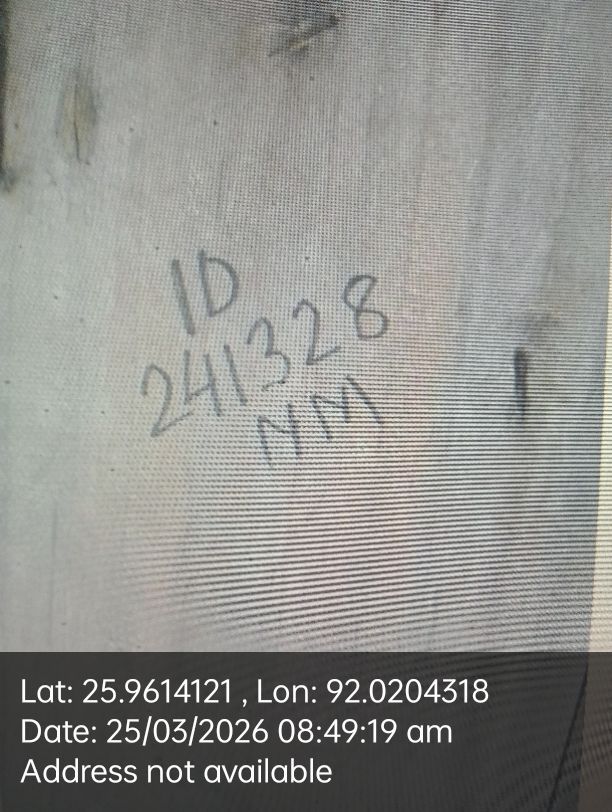 ID
241328
NM
Lat: 25.9614121 , Lon: 92.0204318
Date: 25/03/2026 08:49:19 am
Address not available